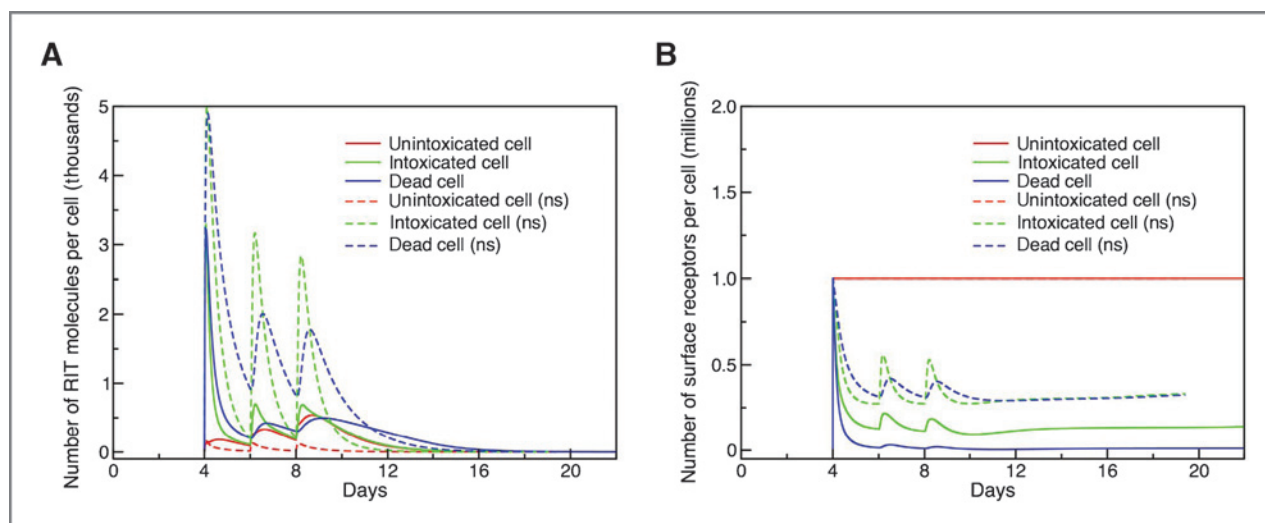 A
Number of RIT molecules per cell (thousands)
5
4
3
2
1
0
Unintoxicated cell
Intoxicated cell
Dead cell
Unintoxicated cell (ns)
Intoxicated cell (ns)
Dead cell (ns)
0
4
8
12
16
20
Days
B
Number of surface receptors per cell (millions)
2.0
1.5
1.0
0.5
0
Unintoxicated cell
Intoxicated cell
Dead cell
Unintoxicated cell (ns)
Intoxicated cell (ns)
Dead cell (ns)
0
4
8
12
16
20
Days